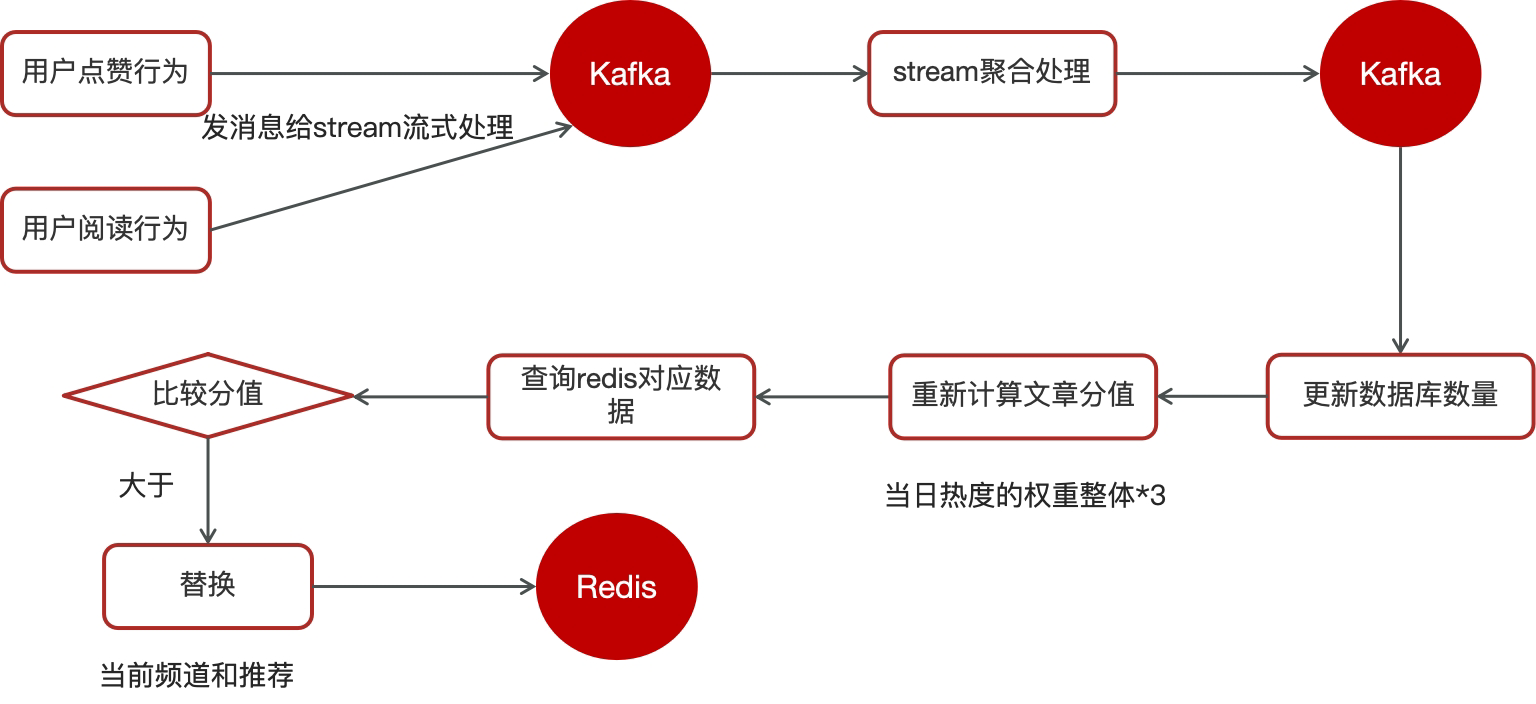 用户点赞行为
Kafka
stream聚合处理
Kafka
发消息给stream流式处理
用户阅读行为
比较分值
查询redis对应数
据
重新计算文章分值
更新数据库数量
大于
当日热度的权重整体*3
替换
Redis
当前频道和推荐